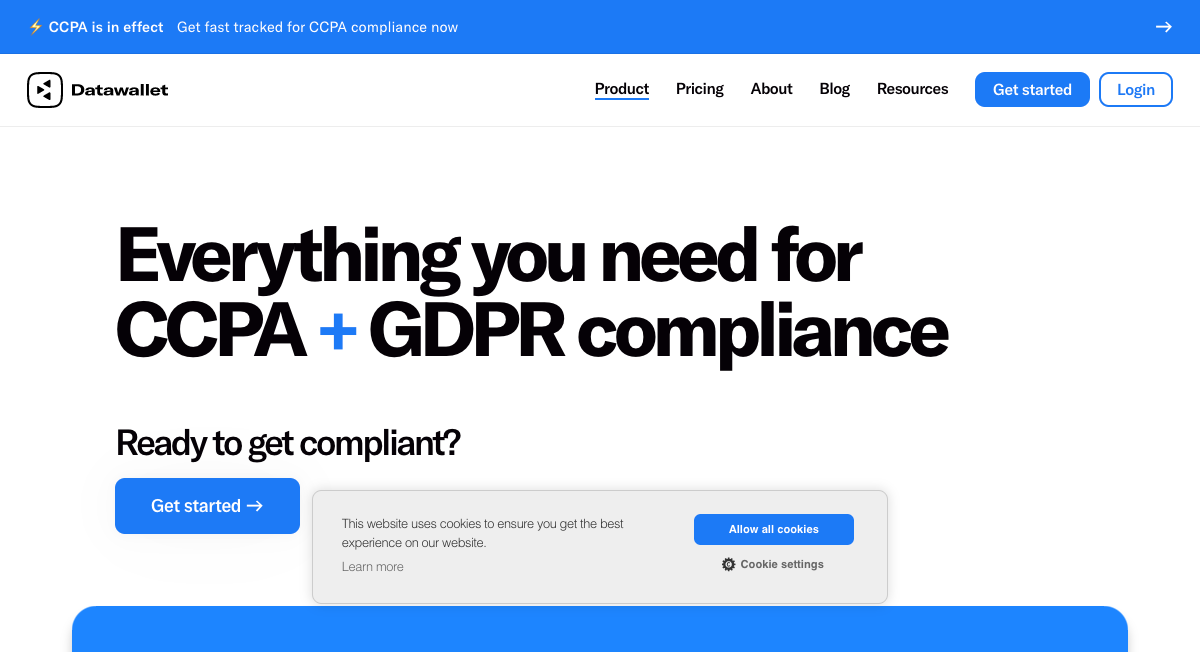 ⚡ CCPA is in effect Get fast tracked for CCPA compliance now →
Datawallet Product Pricing About Blog Resources Get started Login
Everything you need for
CCPA + GDPR compliance
Ready to get compliant?
Get started →
This website uses cookies to ensure you get the best
experience on our website.
Learn more
Allow all cookies
Cookie settings